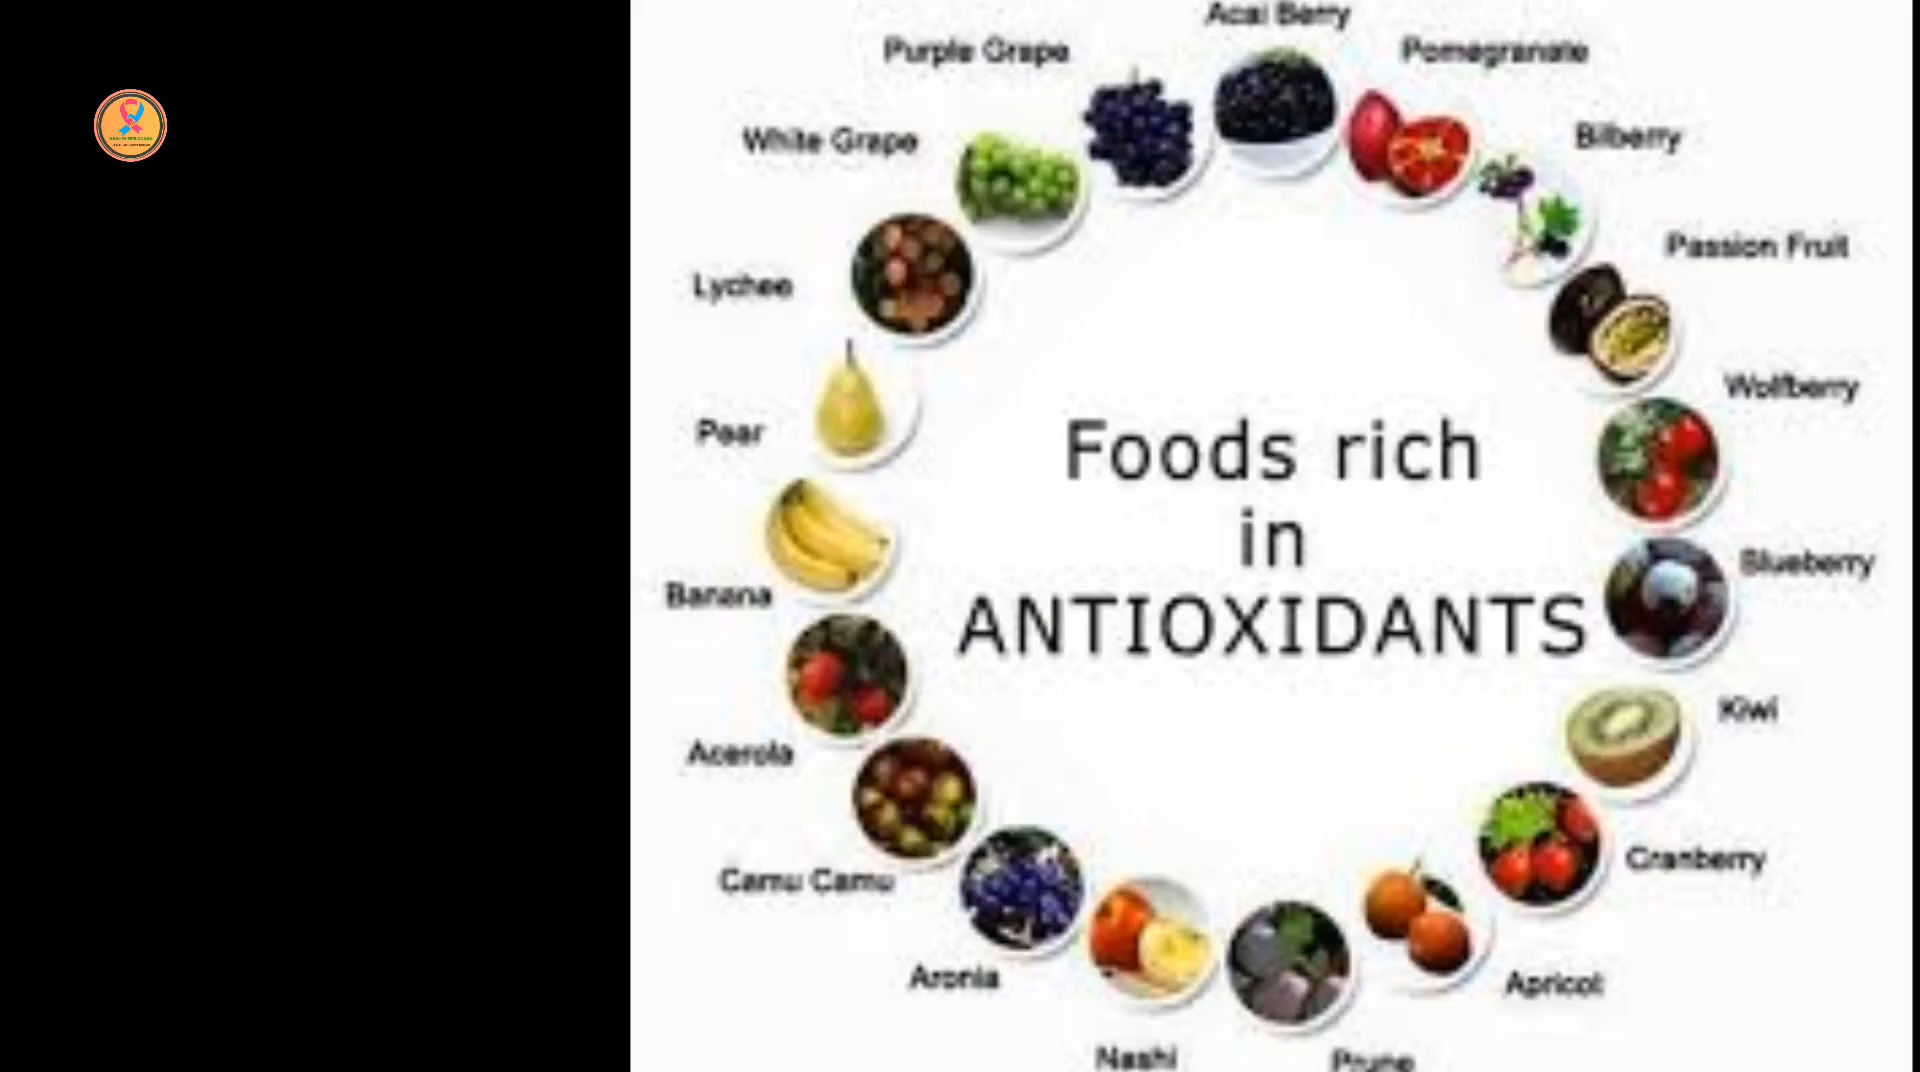 Acai Berry
Purple Grape
Pomegranate
White Grape
Bilberry
Passion Fruit
Lychee
Wolfberry
Pear
Foods rich
in
ANTIOXIDANTS
Blueberry
Banana
Kiwi
Acerola
Cranberry
Camu Camu
Aronia
Apricot
Nashi
Prune